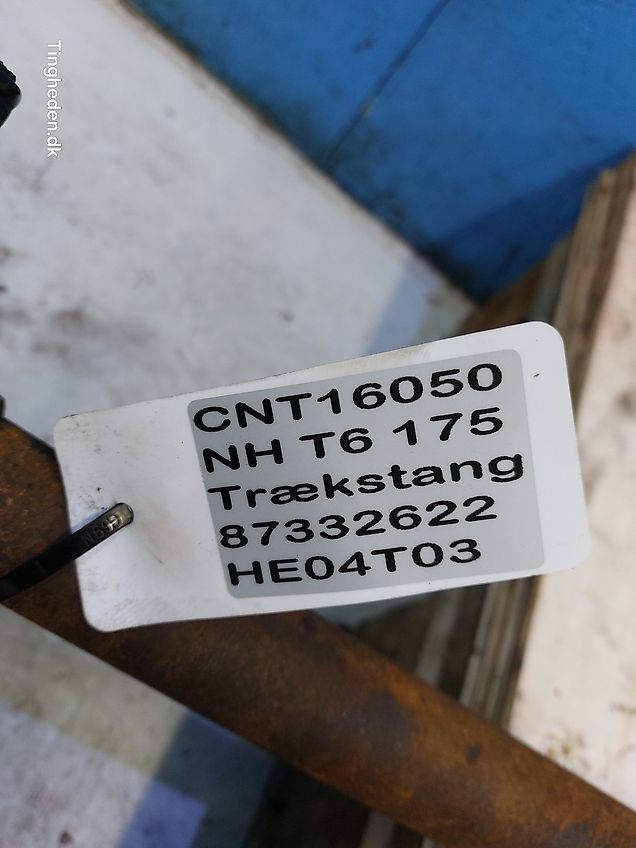 Tingheden.dk
CNT16050
NH T6 175
Trækstang
87332622
HE04T03